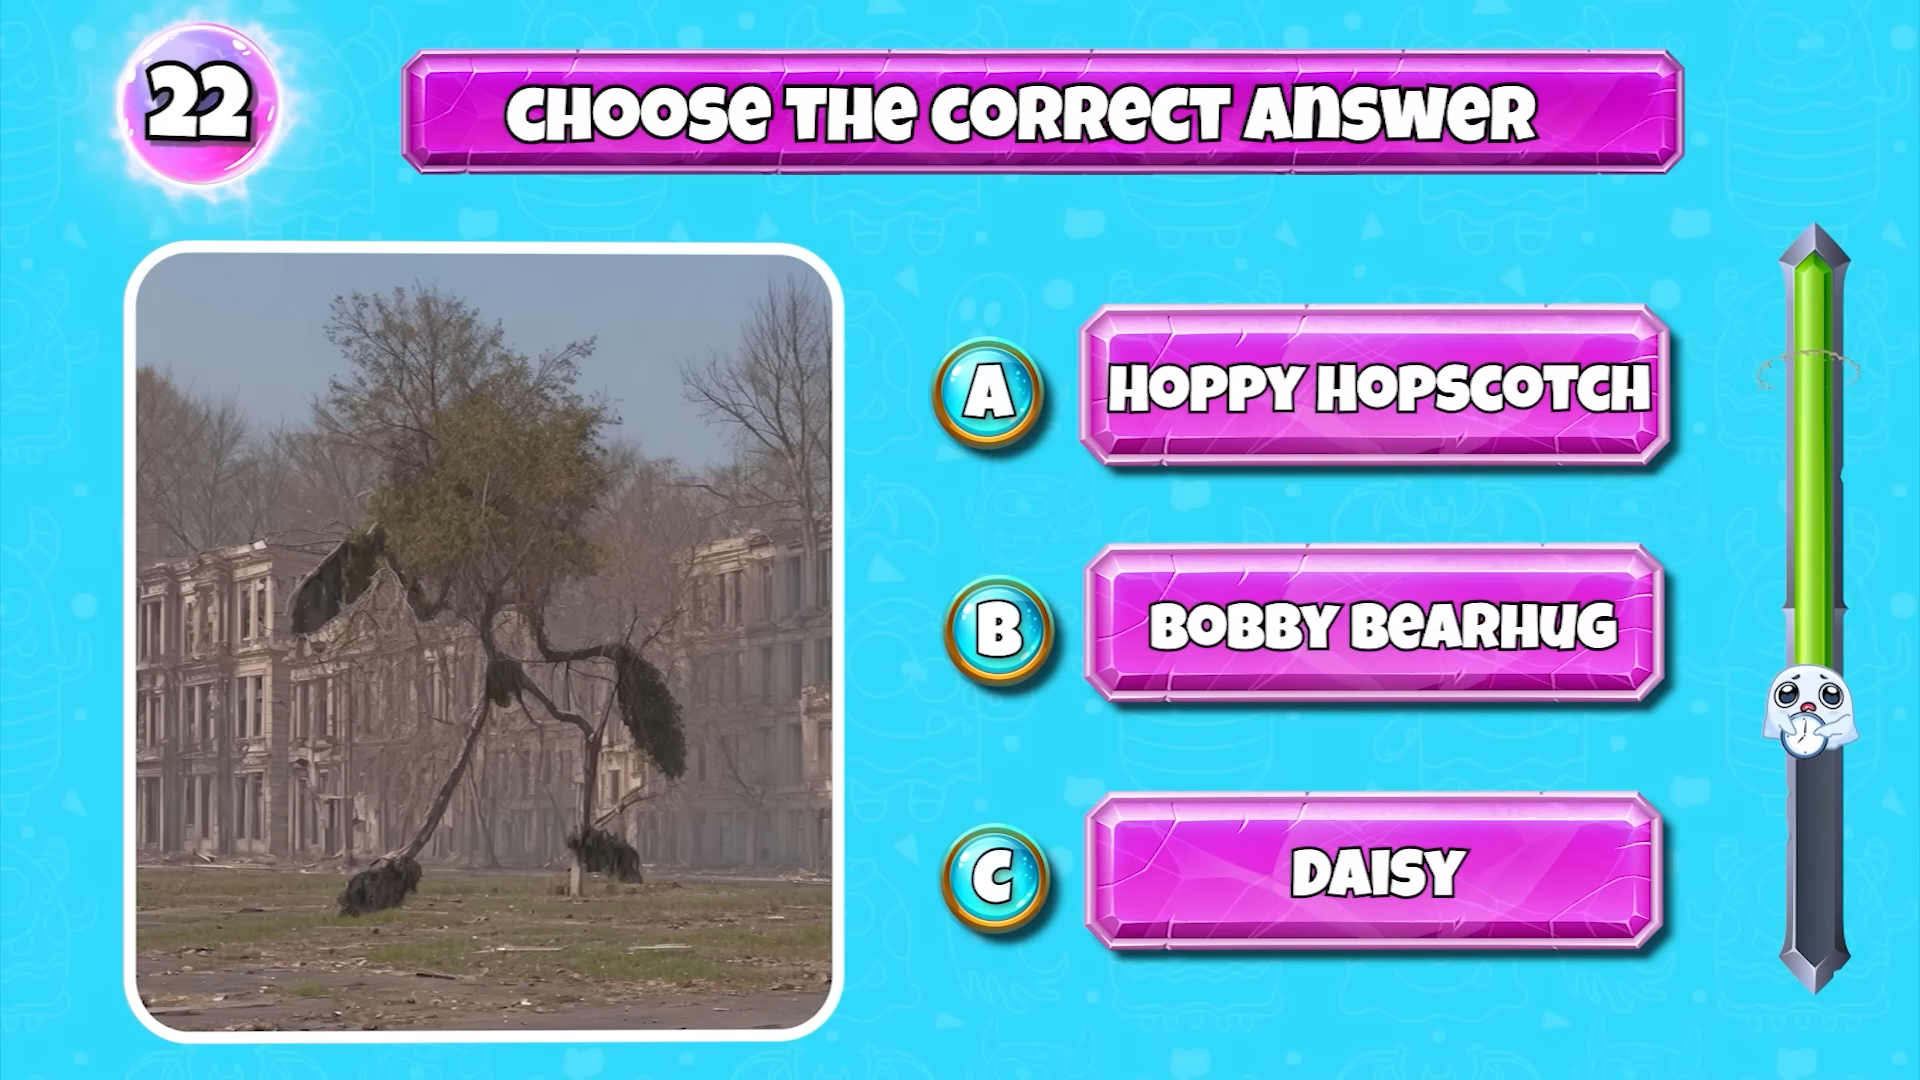 22
CHOOSE THE CORRECT ANSWER
A
HOPPY HOPSCOTCH
B
BOBBY BEARHUG
C
DAISY